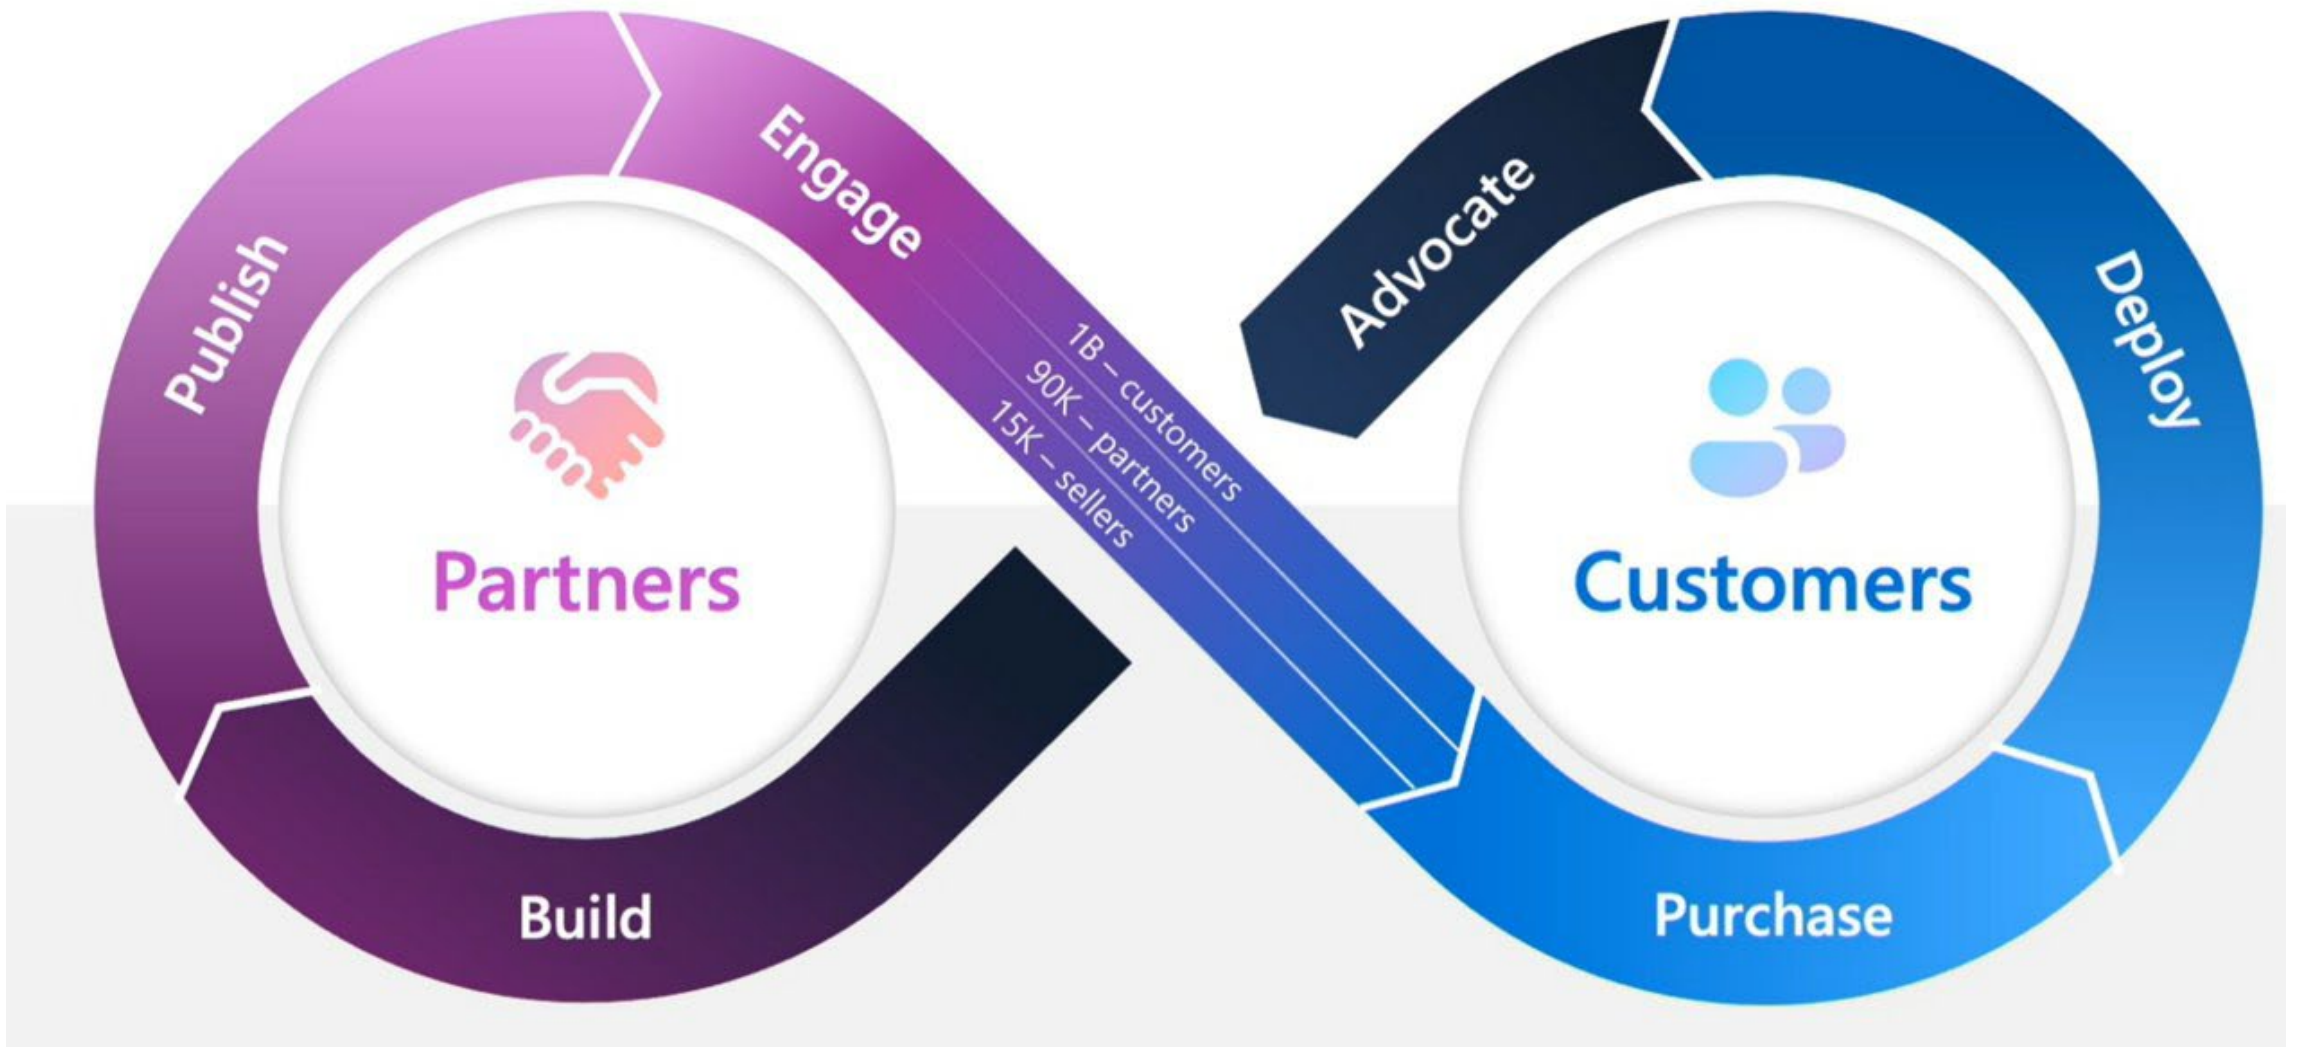 Publish
Engage
1B – customers
90K – partners
15K – sellers
Partners
Build
Advocate
Deploy
Customers
Purchase